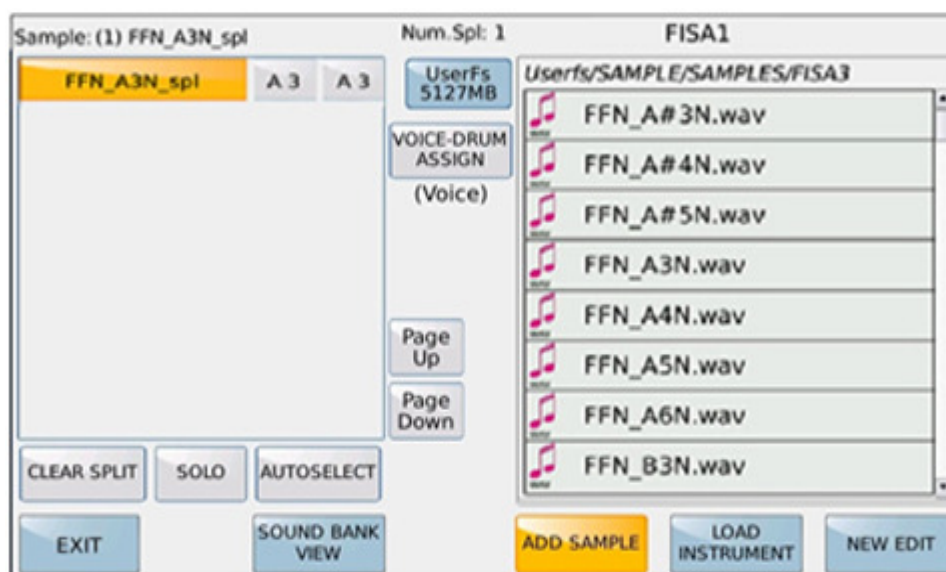 Sample: (1) FFN_A3N_spl
Num.Spl: 1
FISA1
FFN_A3N_spl A 3 A 3
UserFs
5127MB
VOICE-DRUM
ASSIGN
(Voice)
Page
Up
Page
Down
Userfs/SAMPLE/SAMPLES/FISA3
FFN_A#3N.wav
FFN_A#4N.wav
FFN_A#5N.wav
FFN_A3N.wav
FFN_A4N.wav
FFN_A5N.wav
FFN_A6N.wav
FFN_B3N.wav
CLEAR SPLIT
SOLO
AUTOSELECT
EXIT
SOUND BANK
VIEW
ADD SAMPLE
LOAD
INSTRUMENT
NEW EDIT